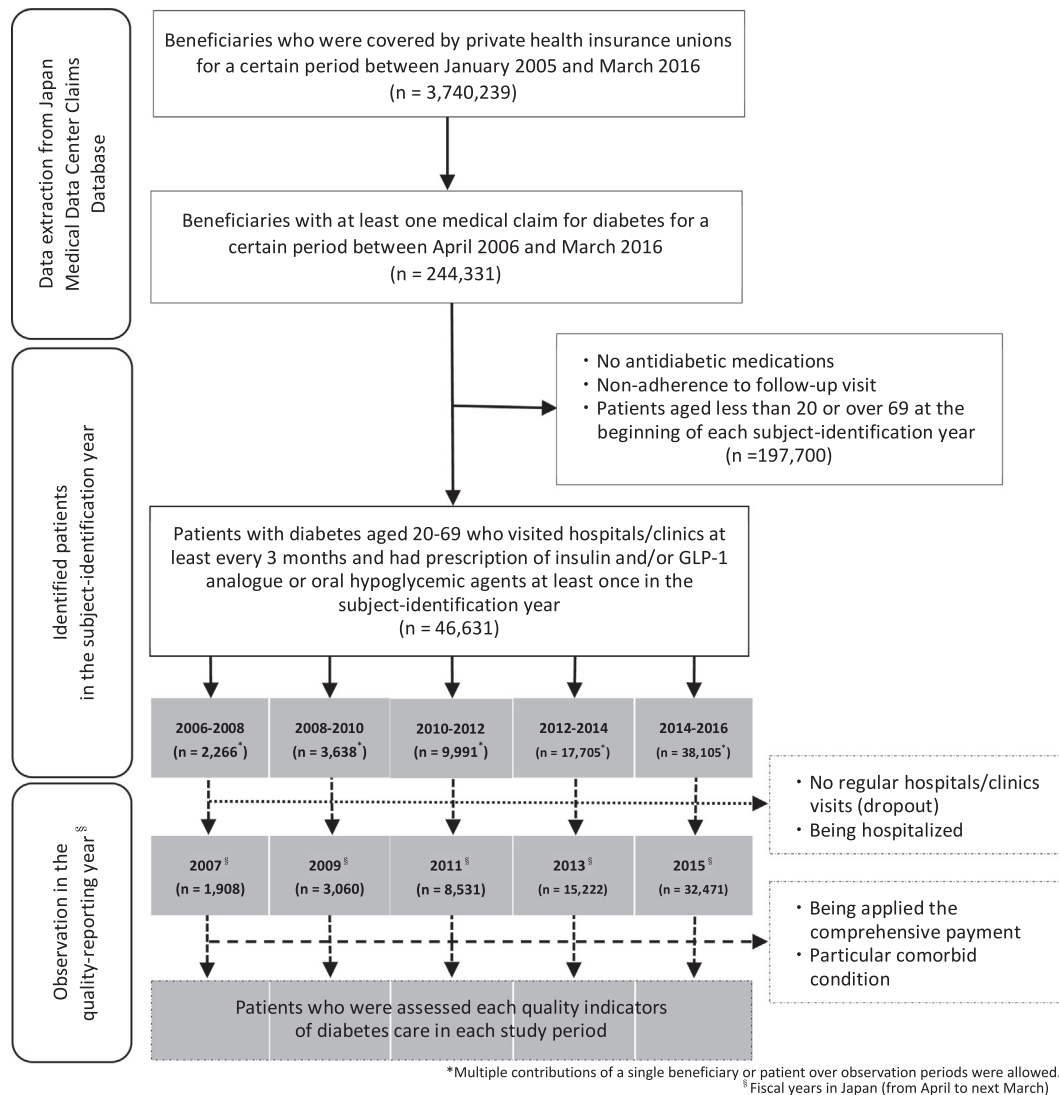 Data extraction from Japan
Medical Data Center Claims
Database
Beneficiaries who were covered by private health insurance unions
for a certain period between January 2005 and March 2016
(n = 3,740,239)
Beneficiaries with at least one medical claim for diabetes for a
certain period between April 2006 and March 2016
(n = 244,331)
Identified patients
in the subject-identification year
・No antidiabetic medications
・Non-adherence to follow-up visit
・Patients aged less than 20 or over 69 at the
beginning of each subject-identification year
(n =197,700)
Patients with diabetes aged 20-69 who visited hospitals/clinics at
least every 3 months and had prescription of insulin and/or GLP-1
analogue or oral hypoglycemic agents at least once in the
subject-identification year
(n = 46,631)
2006-2008
(n = 2,266*)
2008-2010
(n = 3,638*)
2010-2012
(n = 9,991*)
2012-2014
(n = 17,705*)
2014-2016
(n = 38,105*)
・No regular hospitals/clinics
visits (dropout)
・Being hospitalized
Observation in the
quality-reporting year §
2007 §
(n = 1,908)
2009 §
(n = 3,060)
2011 §
(n = 8,531)
2013 §
(n = 15,222)
2015 §
(n = 32,471)
・Being applied the
comprehensive payment
・Particular comorbid
condition
Patients who were assessed each quality indicators
of diabetes care in each study period
*Multiple contributions of a single beneficiary or patient over observation periods were allowed.
§ Fiscal years in Japan (from April to next March)